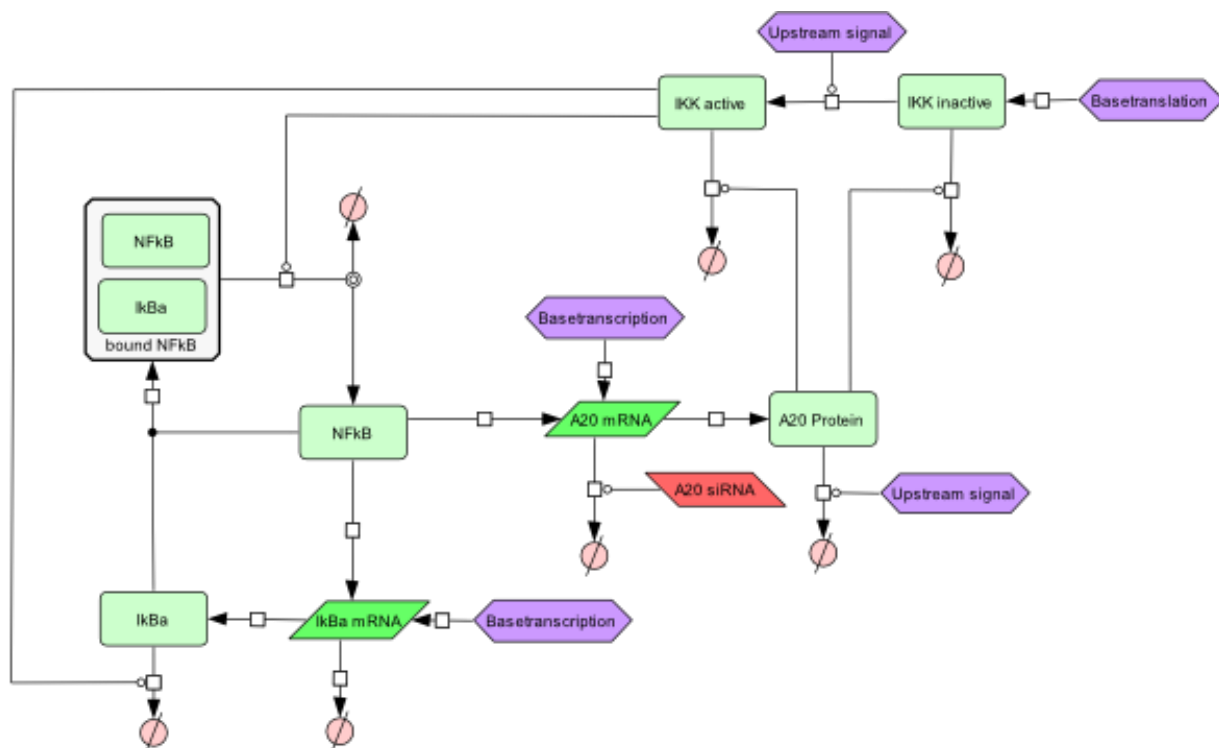 Upstream signal
IKK active
IKK inactive
Basetranslation
NFkB
IkBa
bound NFkB
Basetranscription
NFkB
A20 mRNA
A20 Protein
A20 siRNA
Upstream signal
IkBa
IkBa mRNA
Basetranscription